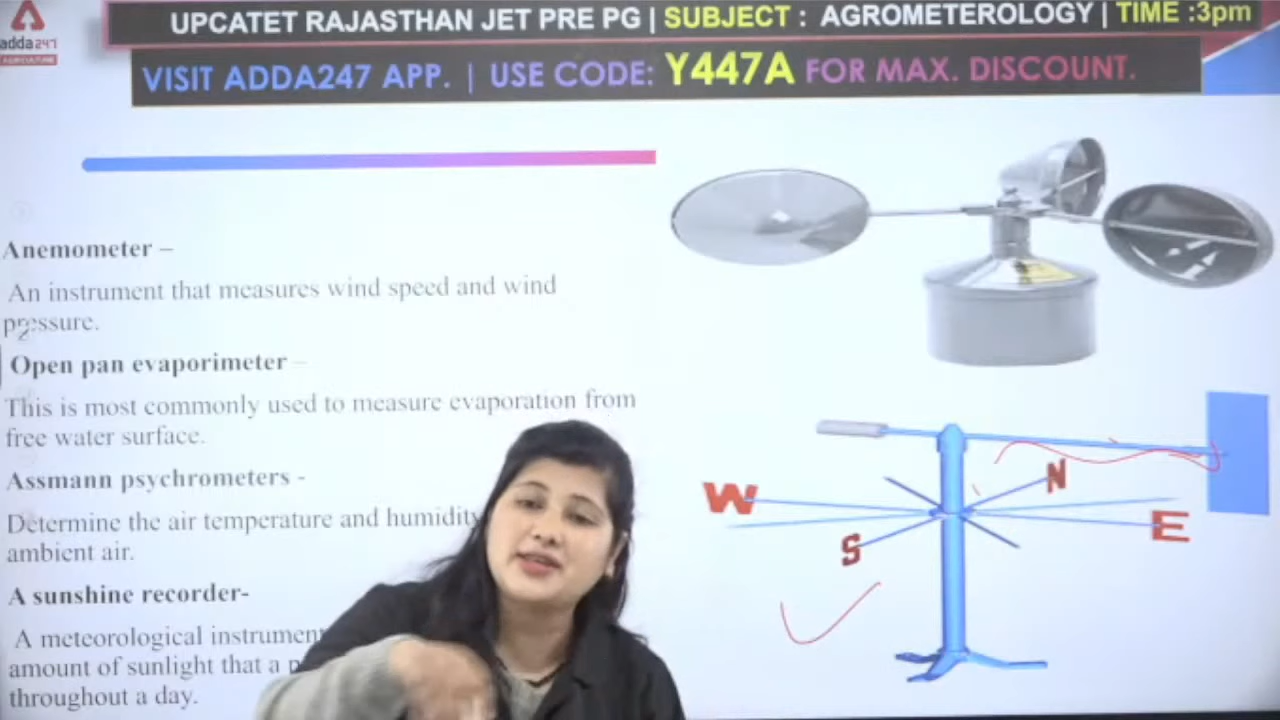 UPCATET RAJASTHAN JET PRE PG | SUBJECT : AGROMETEROLOGY | TIME :3pm
adda247
AGRICULTURE
VISIT ADDA247 APP. | USE CODE: Y447A FOR MAX. DISCOUNT.
Anemometer –
An instrument that measures wind speed and wind
pressure.
Open pan evaporimeter –
This is most commonly used to measure evaporation from
free water surface.
Assmann psychrometers -
Determine the air temperature and humidity
ambient air.
A sunshine recorder-
A meteorological instrument
amount of sunlight that a
throughout a day.
N
W
E
S